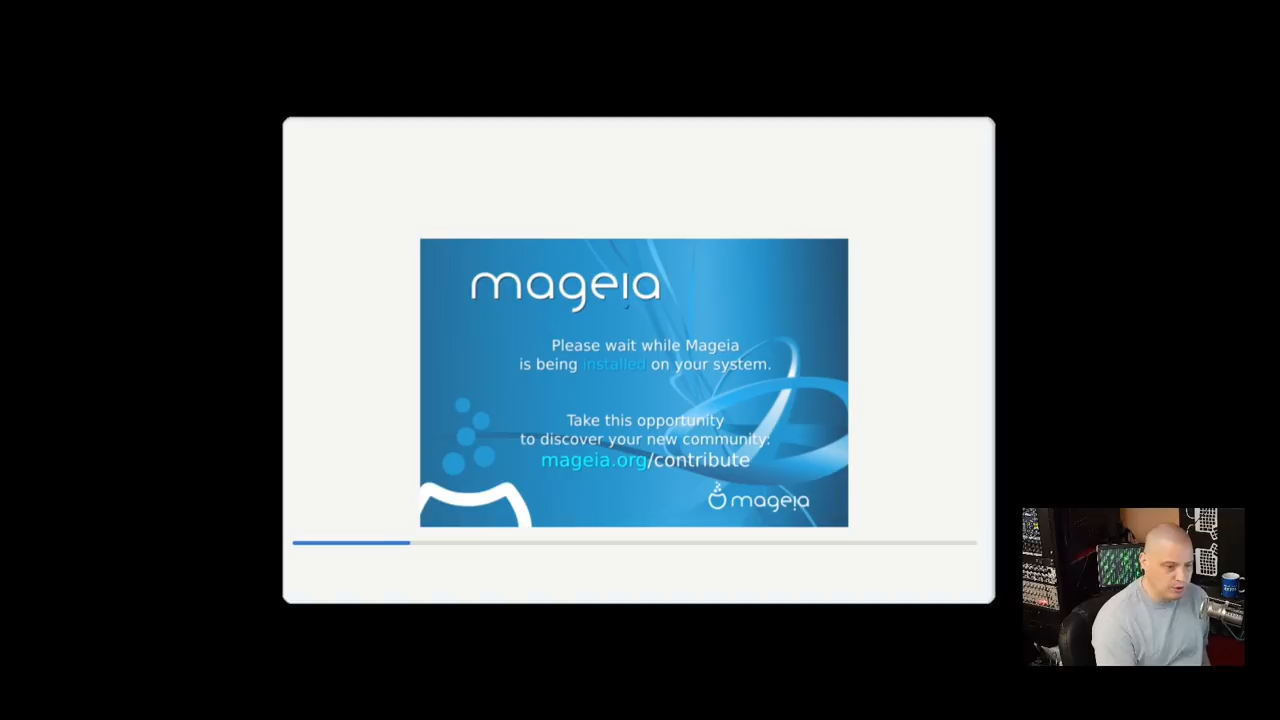 mageia
Please wait while Mageia
is being installed on your system.
Take this opportunity
to discover your new community:
mageia.org/contribute
mageia